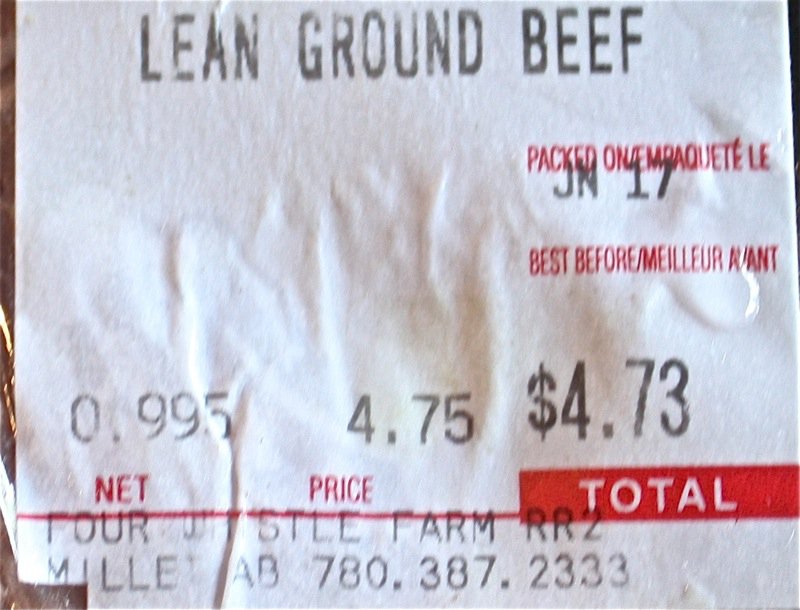 LEAN GROUND BEEF
PACKED ON/EMPAQUETÉ LE
JN 17
BEST BEFORE/MEILLEUR AVANT
0.995 4.75 $4.73
NET PRICE TOTAL
FOUR FARM RR2
AB 780.387.2333